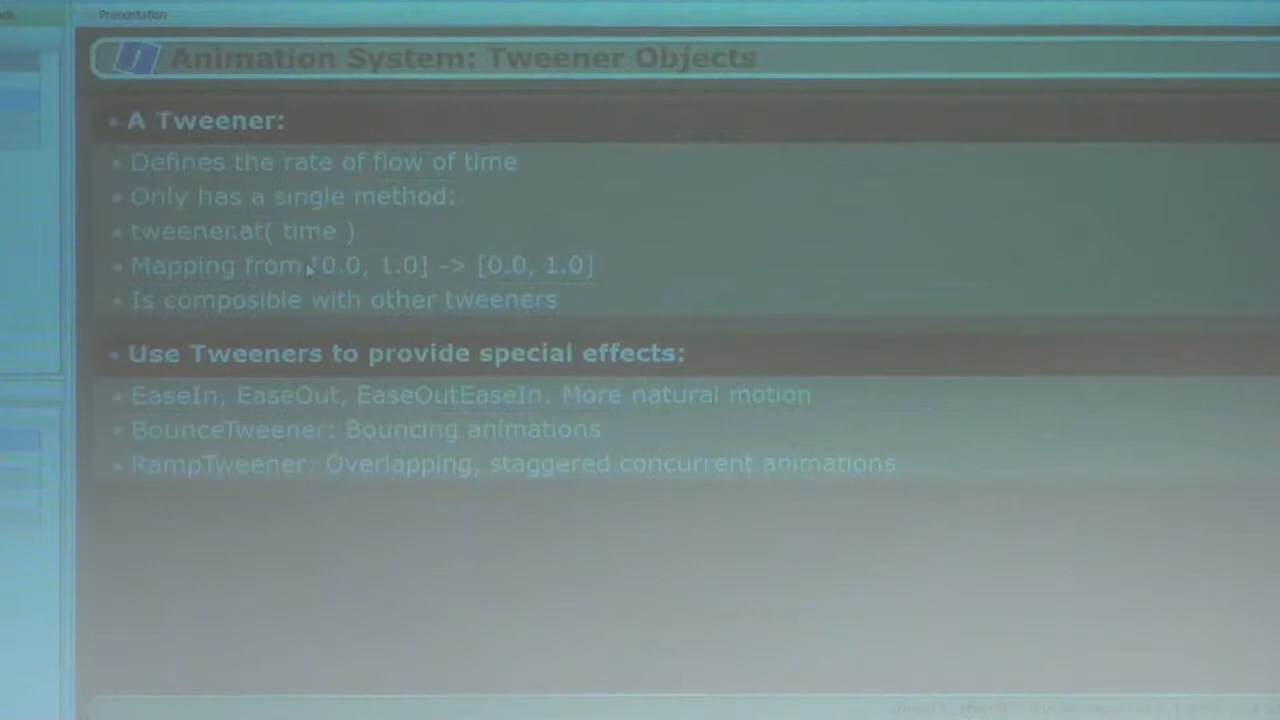 Presentation
Animation System: Tweener Objects
• A Tweener:
• Defines the rate of flow of time
• Only has a single method:
• tweener.at( time )
• Mapping from [0.0, 1.0] -> [0.0, 1.0]
• Is composible with other tweeners
• Use Tweeners to provide special effects:
• EaseIn, EaseOut, EaseOutEaseIn. More natural motion
• BounceTweener: Bouncing animations
• RampTweener: Overlapping, staggered concurrent animations